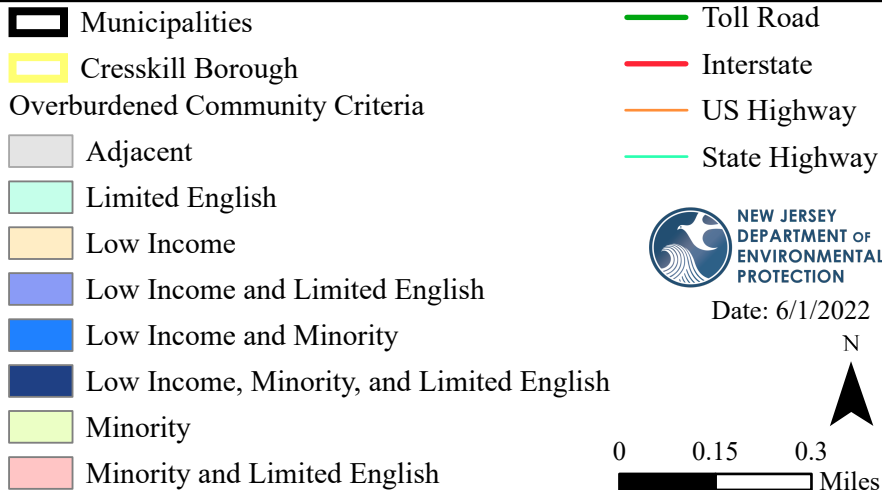 Municipalities
Cresskill Borough
Overburdened Community Criteria
Adjacent
Limited English
Low Income
Low Income and Limited English
Low Income and Minority
Low Income, Minority, and Limited English
Minority
Minority and Limited English
Toll Road
Interstate
US Highway
State Highway
NEW JERSEY
DEPARTMENT OF
ENVIRONMENTAL
PROTECTION
Date: 6/1/2022
N
0 0.15 0.3
Miles